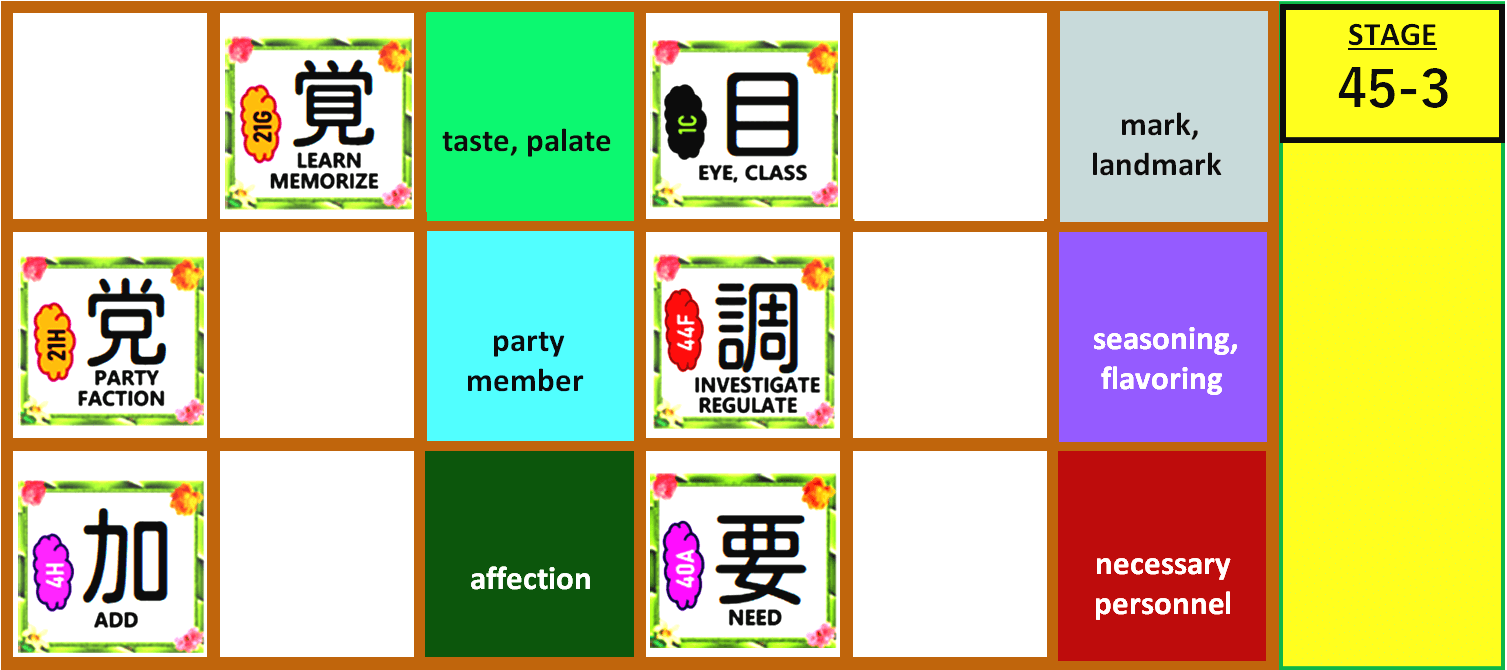 21G
覚
LEARN
MEMORIZE
taste, palate
1C
目
EYE, CLASS
mark,
landmark
STAGE
45-3
21H
党
PARTY
FACTION
party
member
44F
調
INVESTIGATE
REGULATE
seasoning,
flavoring
4H
加
ADD
affection
40A
要
NEED
necessary
personnel